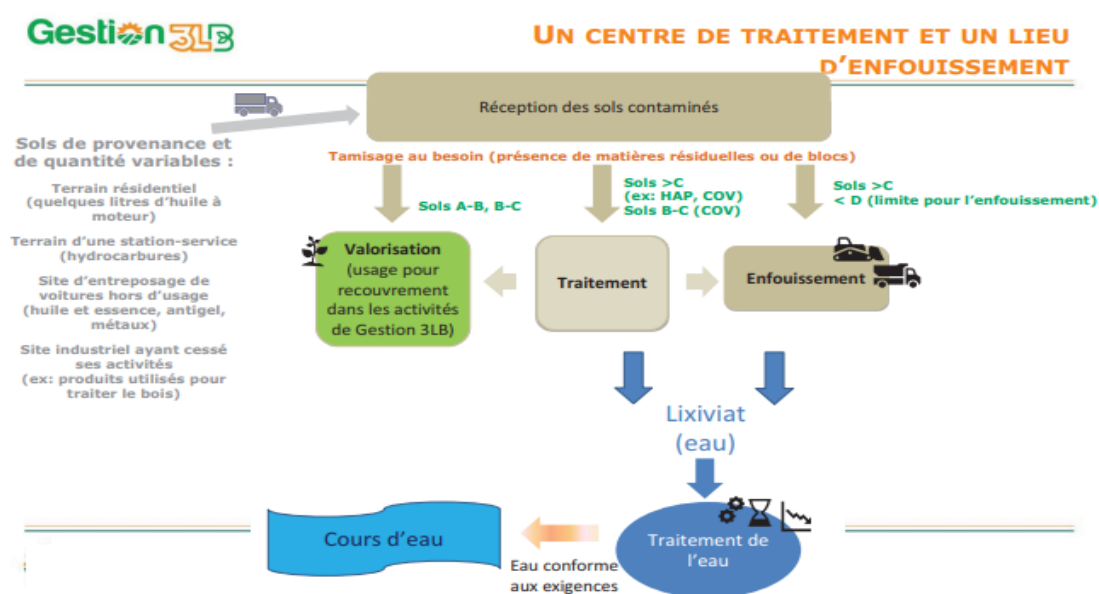 Gestion 3LB
UN CENTRE DE TRAITEMENT ET UN LIEU
D'ENFOUISSEMENT
Réception des sols contaminés
Sols de provenance et
de quantité variables :
Terrain résidentiel
(quelques litres d'huile à
moteur)
Terrain d'une station-service
(hydrocarbures)
Site d'entreposage de
voitures hors d'usage
(huile et essence, antigel,
métaux)
Site industriel ayant cessé
ses activités
(ex: produits utilisés pour
traiter le bois)
Tamisage au besoin (présence de matières résiduelles ou de blocs)
Sols A-B, B-C
Sols >C
(ex: HAP, COV)
Sols B-C (COV)
Sols >C
< D (limite pour l'enfouissement)
Valorisation
(usage pour
recouvrement
dans les activités
de Gestion 3LB)
Traitement
Enfouissement
Lixiviat
(eau)
Traitement de
l'eau
Eau conforme
aux exigences
Cours d'eau